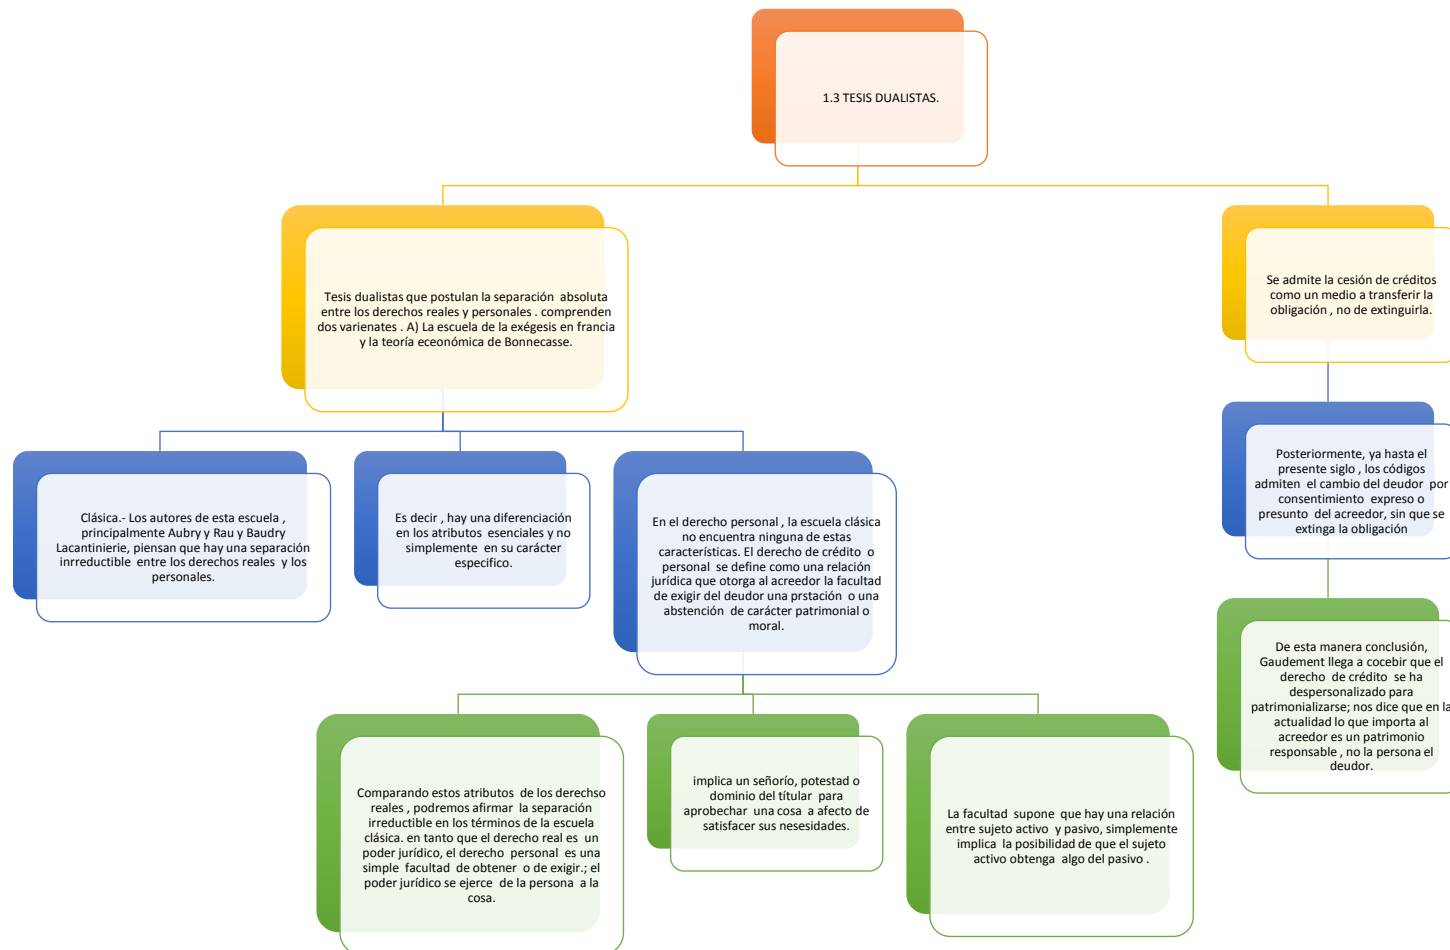 1.3 TESIS DUALISTAS.
Tesis dualistas que postulan la separación absoluta
entre los derechos reales y personales . comprenden
dos varienates . A) La escuela de la exégesis en francia
y la teoría eceonómica de Bonnecasse.
Se admite la cesión de créditos
como un medio a transferir la
obligación , no de extinguirla.
Clásica.- Los autores de esta escuela ,
principalmente Aubry y Rau y Baudry
Lacantinierie, piensan que hay una separación
inrreductible entre los derechos reales y los
personales.
Es decir , hay una diferenciación
en los atributos esenciales y no
simplemente en su carácter
especifico.
En el derecho personal , la escuela clásica
no encuentra ninguna de estas
características. El derecho de crédito o
personal se define como una relación
jurídica que otorga al acreedor la facultad
de exigir del deudor una prstación o una
abstención de carácter patrimonial o
moral.
Posteriormente, ya hasta el
presente siglo , los códigos
admiten el cambio del deudor por
consentimiento expreso o
presunto del acreedor, sin que se
extinga la obligación
Comparando estos atributos de los derechso
reales , podremos afirmar la separación
irreductible en los términos de la escuela
clásica. en tanto que el derecho real es un
poder jurídico, el derecho personal es una
simple facultad de obtener o de exigir.; el
poder jurídico se ejerce de la persona a la
cosa.
implica un señorío, potestad o
dominio del títular para
aprobechar una cosa a afecto de
satisfacer sus nesesidades.
La facultad supone que hay una relación
entre sujeto activo y pasivo, simplemente
implica la posibilidad de que el sujeto
activo obtenga algo del pasivo .
De esta manera conclusión,
Gaudement llega a cocebir que el
derecho de crédito se ha
despersonalizado para
patrimonializarse; nos dice que en la
actualidad lo que importa al
acreedor es un patrimonio
responsable , no la persona el
deudor.